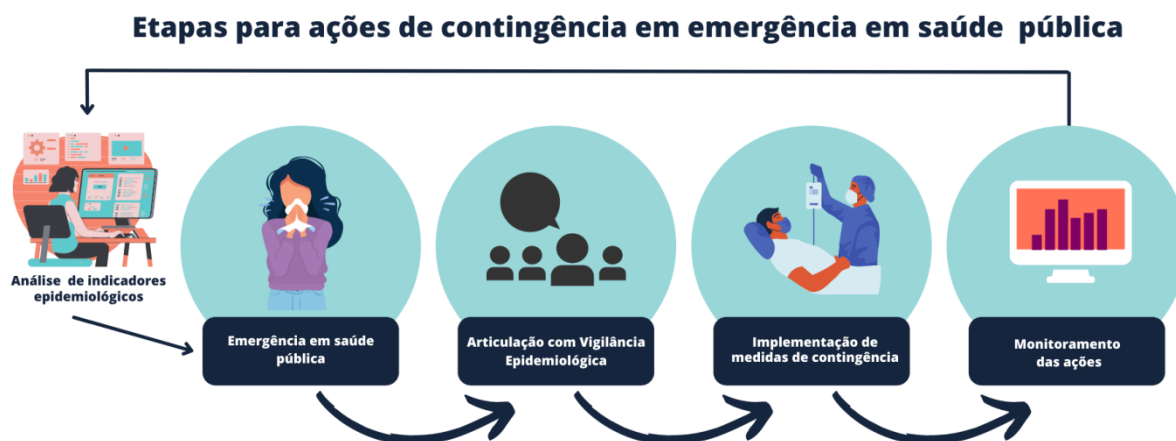 Etapas para ações de contingência em emergência em saúde pública
Análise de indicadores
epidemiológicos
Emergência em saúde
pública
Articulação com Vigilância
Epidemiológica
Implementação de
medidas de contingência
Monitoramento
das ações